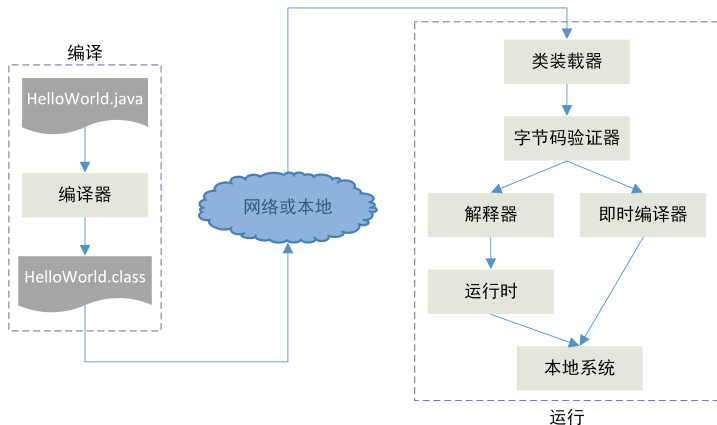 编译
HelloWorld.java
编译器
HelloWorld.class
网络或本地
类装载器
字节码验证器
解释器
即时编译器
运行时
本地系统
运行